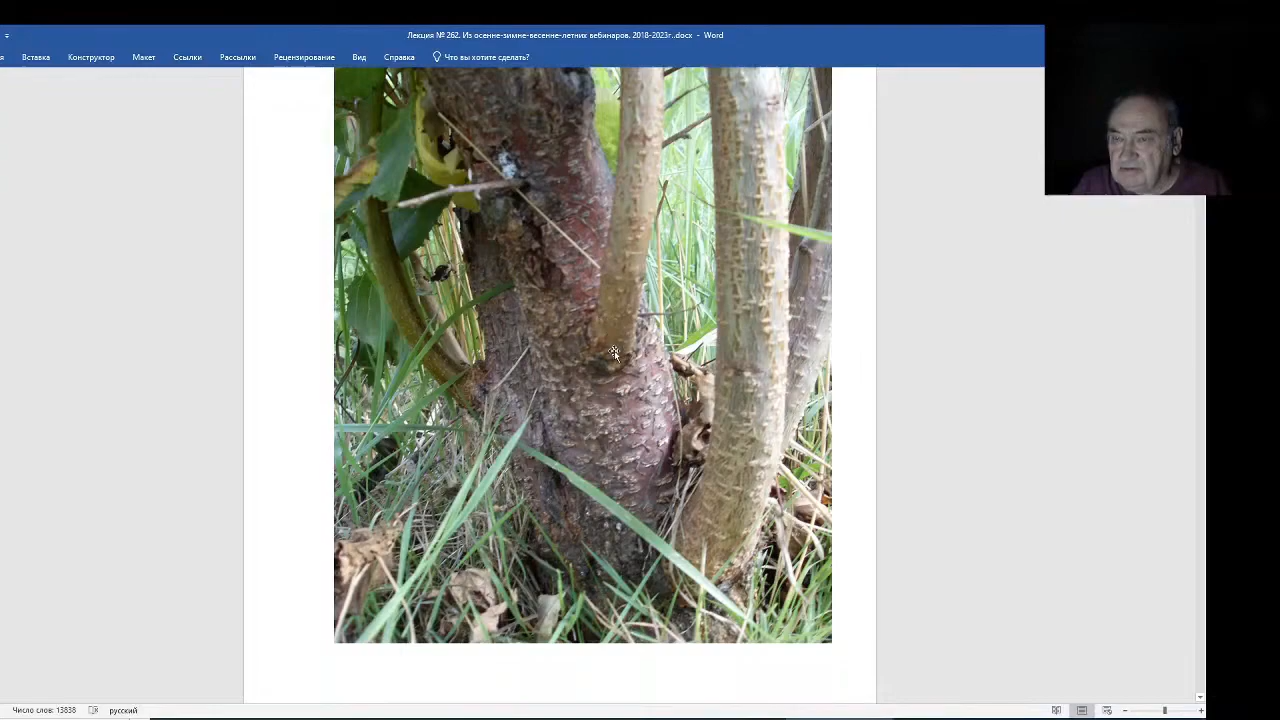 Лекция № 262. Из осенне-зимне-весенне-летних вебинаров. 2018-2023г..docx - Word
я Вставка Конструктор Макет Ссылки Рассылки Рецензирование Вид Справка Что вы хотите сделать?
Число слов: 13838 русский